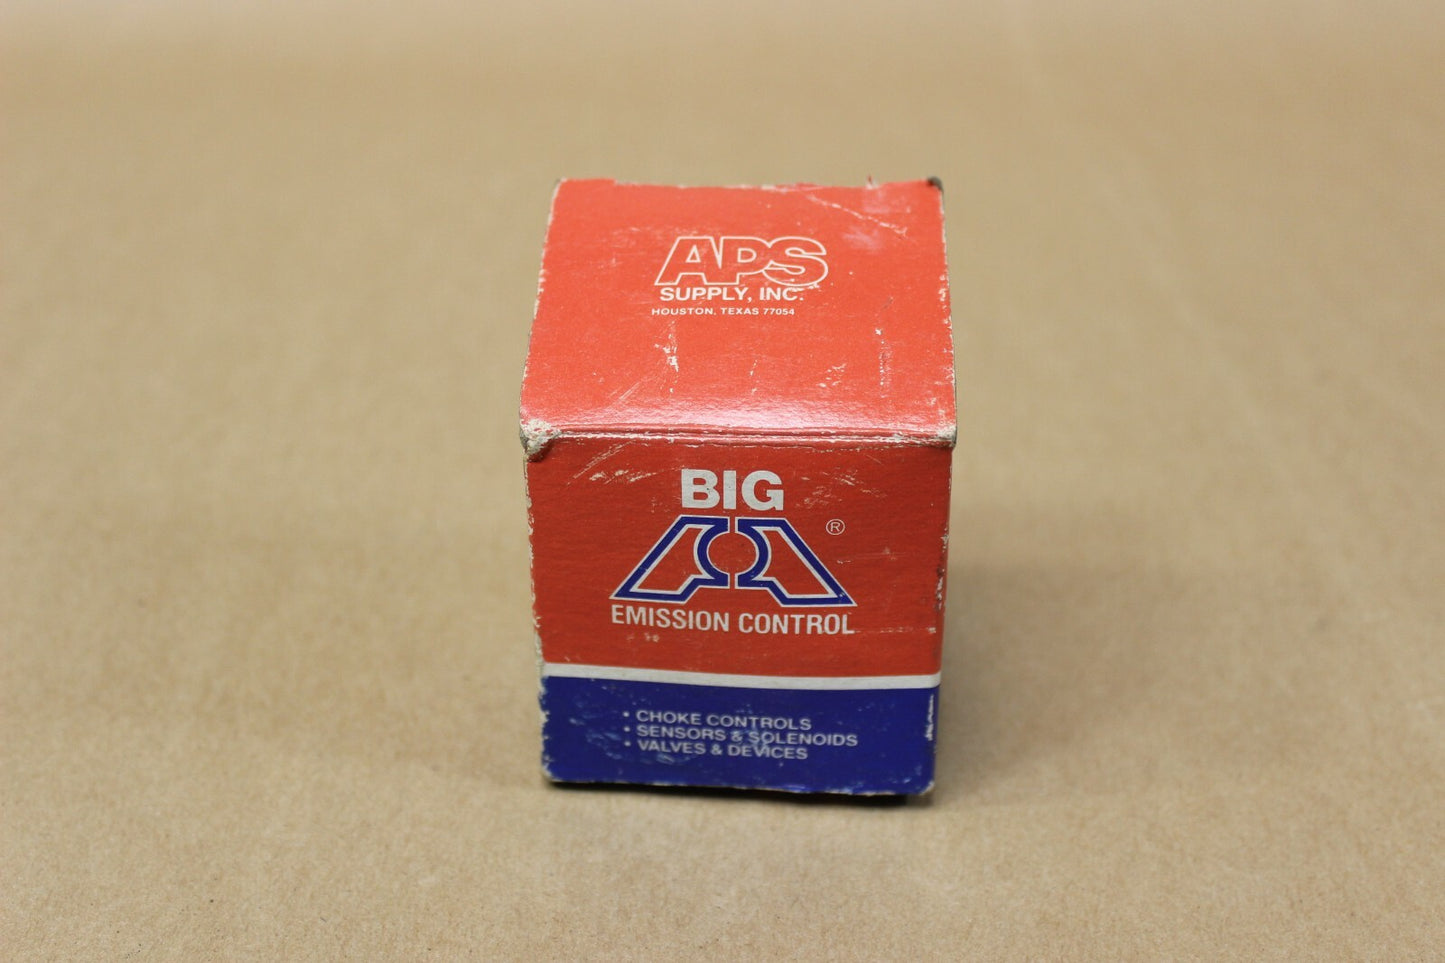 APS
SUPPLY, INC.
HOUSTON, TEXAS 77054
BIG
A ®
EMISSION CONTROL
• CHOKE CONTROLS
• SENSORS & SOLENOIDS
• VALVES & DEVICES